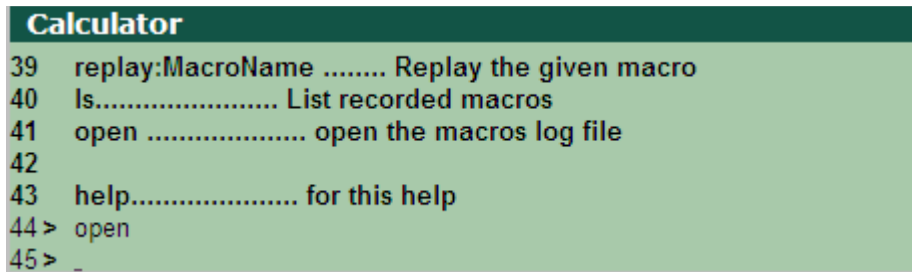 Calculator
39 replay:MacroName ........ Replay the given macro
40 ls....................... List recorded macros
41 open .................... open the macros log file
42
43 help..................... for this help
44 > open
45 > _